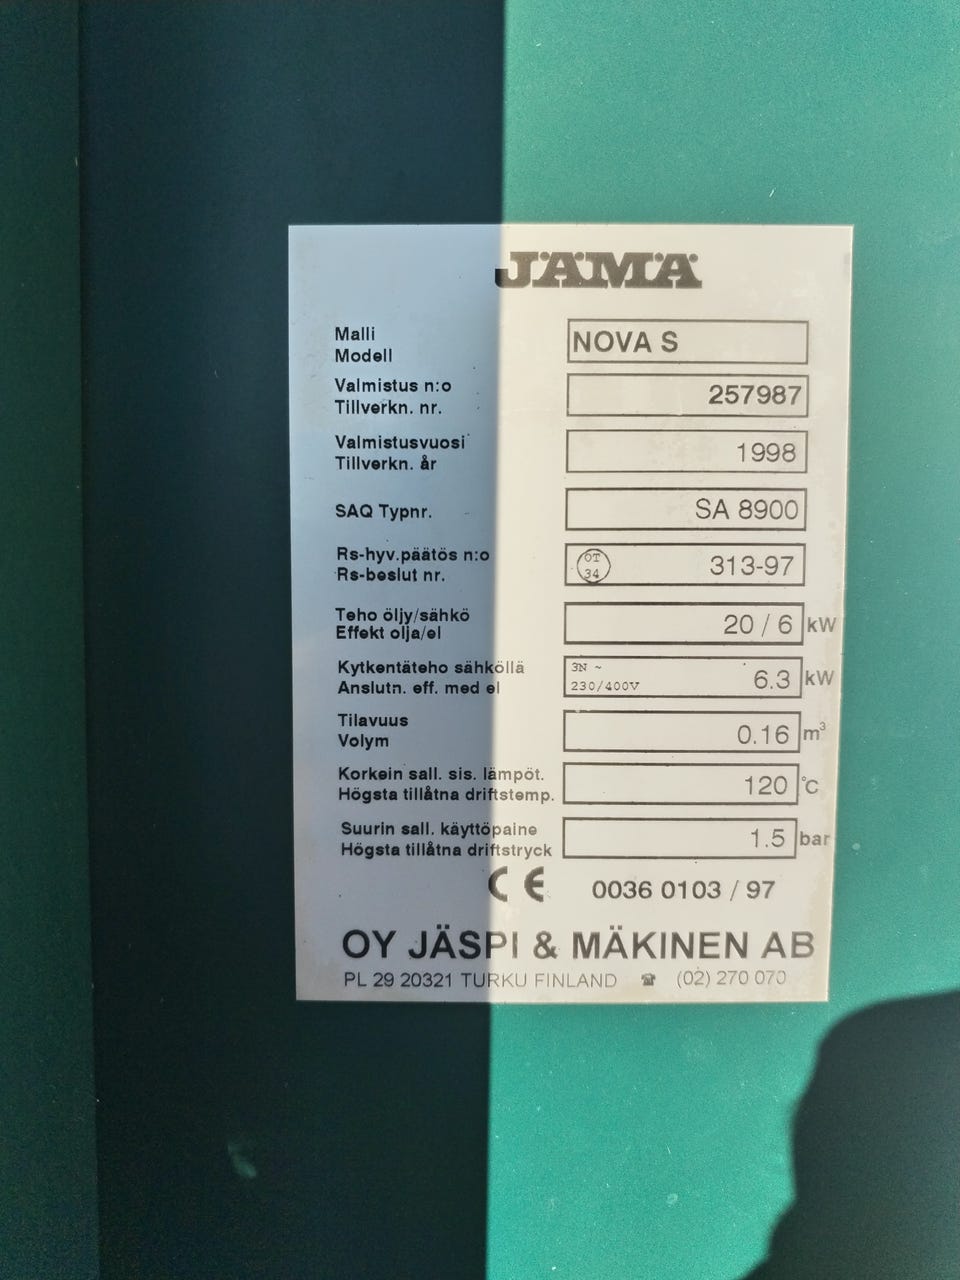 JÄMÄ
Malli
Modell
NOVA S
Valmistus n:o
Tillverkn. nr.
257987
Valmistusvuosi
Tillverkn. år
1998
SAQ Typnr.
SA 8900
Rs-hyv.päätös n:o
Rs-beslut nr.
OT
34
313-97
Teho öljy/sähkö
Effekt olja/el
20 / 6 kW
Kytkentäteho sähköllä
Anslutn. eff. med el
3N ~
230/400V
6.3 kW
Tilavuus
Volym
0.16 m³
Korkein sall. sis. lämpöt.
Högsta tillåtna driftstemp.
120 °C
Suurin sall. käyttöpaine
Högsta tillåtna driftstryck
1.5 bar
CE 0036 0103 / 97
OY JÄSPI & MÄKINEN AB
PL 29 20321 TURKU FINLAND ☎ (02) 270 070